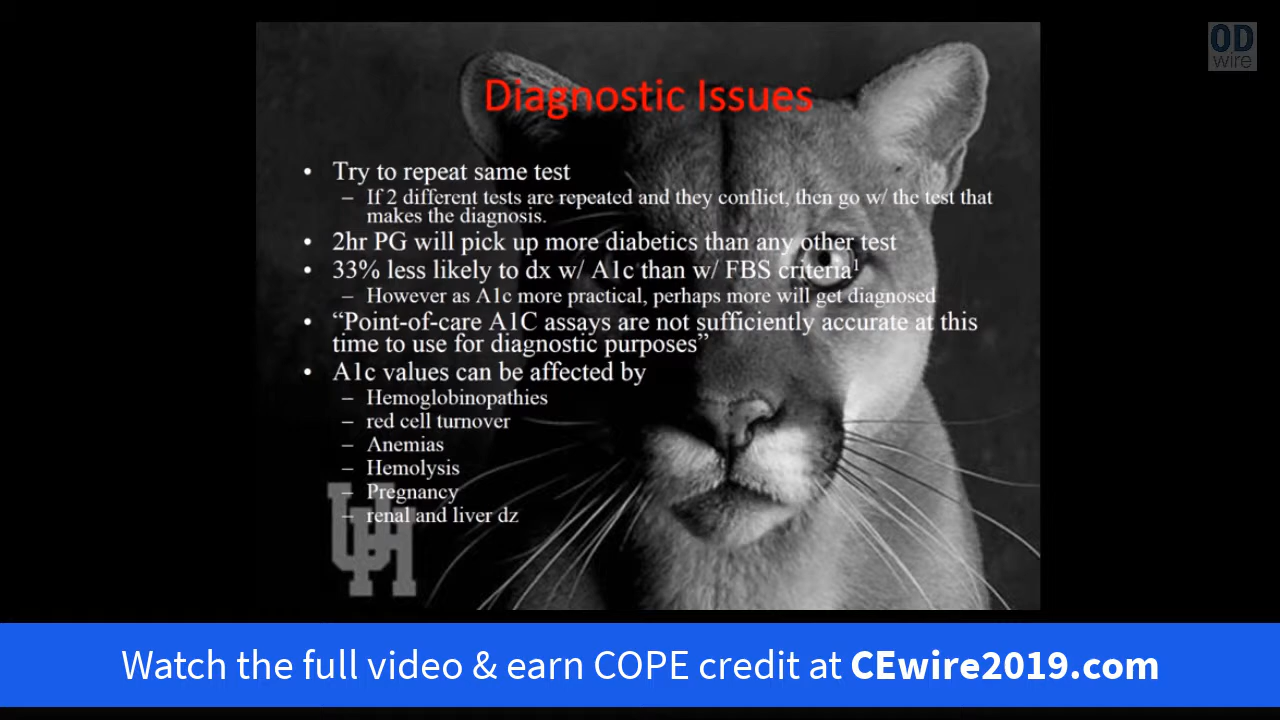 OD
wire
Diagnostic Issues
• Try to repeat same test
– If 2 different tests are repeated and they conflict, then go w/ the test that
makes the diagnosis.
• 2hr PG will pick up more diabetics than any other test
• 33% less likely to dx w/ A1c than w/ FBS criteria¹
– However as A1c more practical, perhaps more will get diagnosed
• “Point-of-care A1C assays are not sufficiently accurate at this
time to use for diagnostic purposes”
• A1c values can be affected by
– Hemoglobinopathies
– red cell turnover
– Anemias
– Hemolysis
– Pregnancy
– renal and liver dz
UH
Watch the full video & earn COPE credit at CEwire2019.com